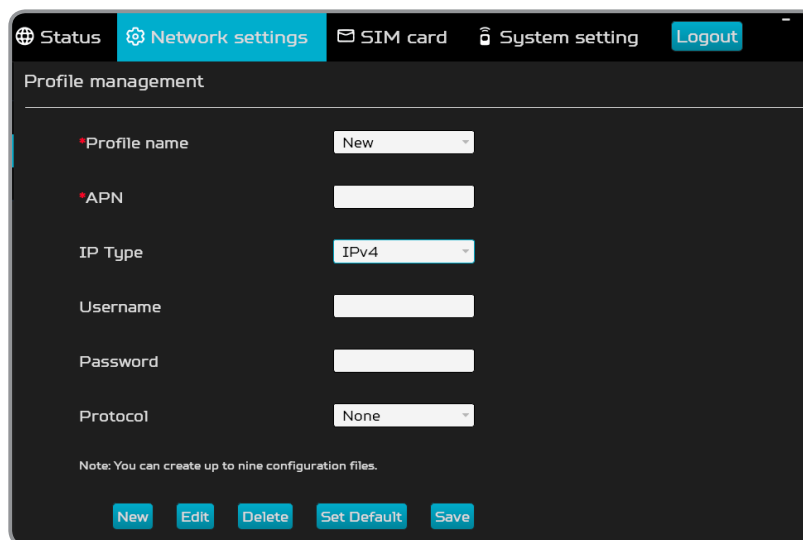 Status Network settings SIM card System setting Logout
Profile management
*Profile name New
*APN
IP Type IPv4
Username
Password
Protocol None
Note: You can create up to nine configuration files.
New Edit Delete Set Default Save